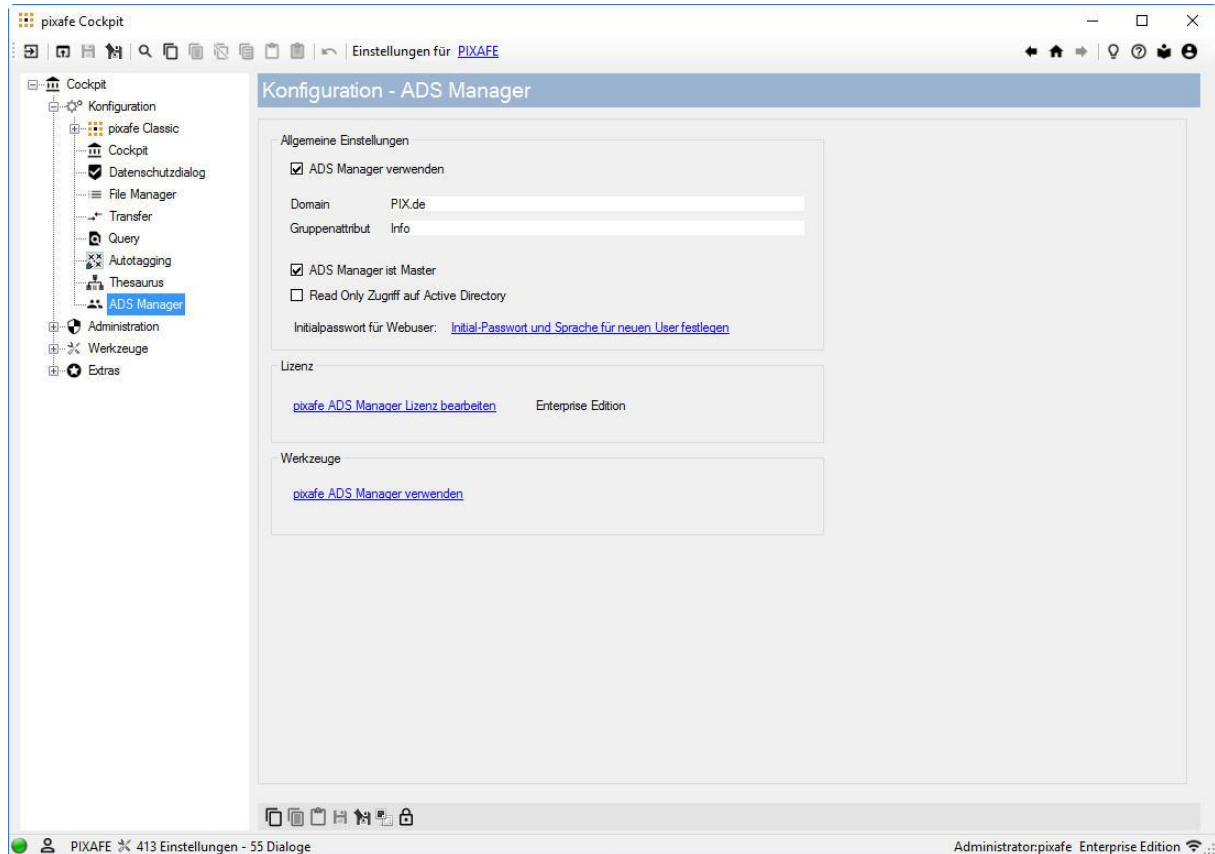 pixafe Cockpit
Einstellungen für PIXAFE
Cockpit
Konfiguration
pixafe Classic
Cockpit
Datenschutzdialog
File Manager
Transfer
Query
Autotagging
Thesaurus
ADS Manager
Administration
Werkzeuge
Extras
Konfiguration - ADS Manager
Allgemeine Einstellungen
ADS Manager verwenden
Domain PIX.de
Gruppenattribut Info
ADS Manager ist Master
Read Only Zugriff auf Active Directory
Initialpasswort für Webuser: Initial-Passwort und Sprache für neuen User festlegen
Lizenz
pixafe ADS Manager Lizenz bearbeiten Enterprise Edition
Werkzeuge
pixafe ADS Manager verwenden
PIXAFE 413 Einstellungen - 55 Dialoge
Administrator:pixafe Enterprise Edition